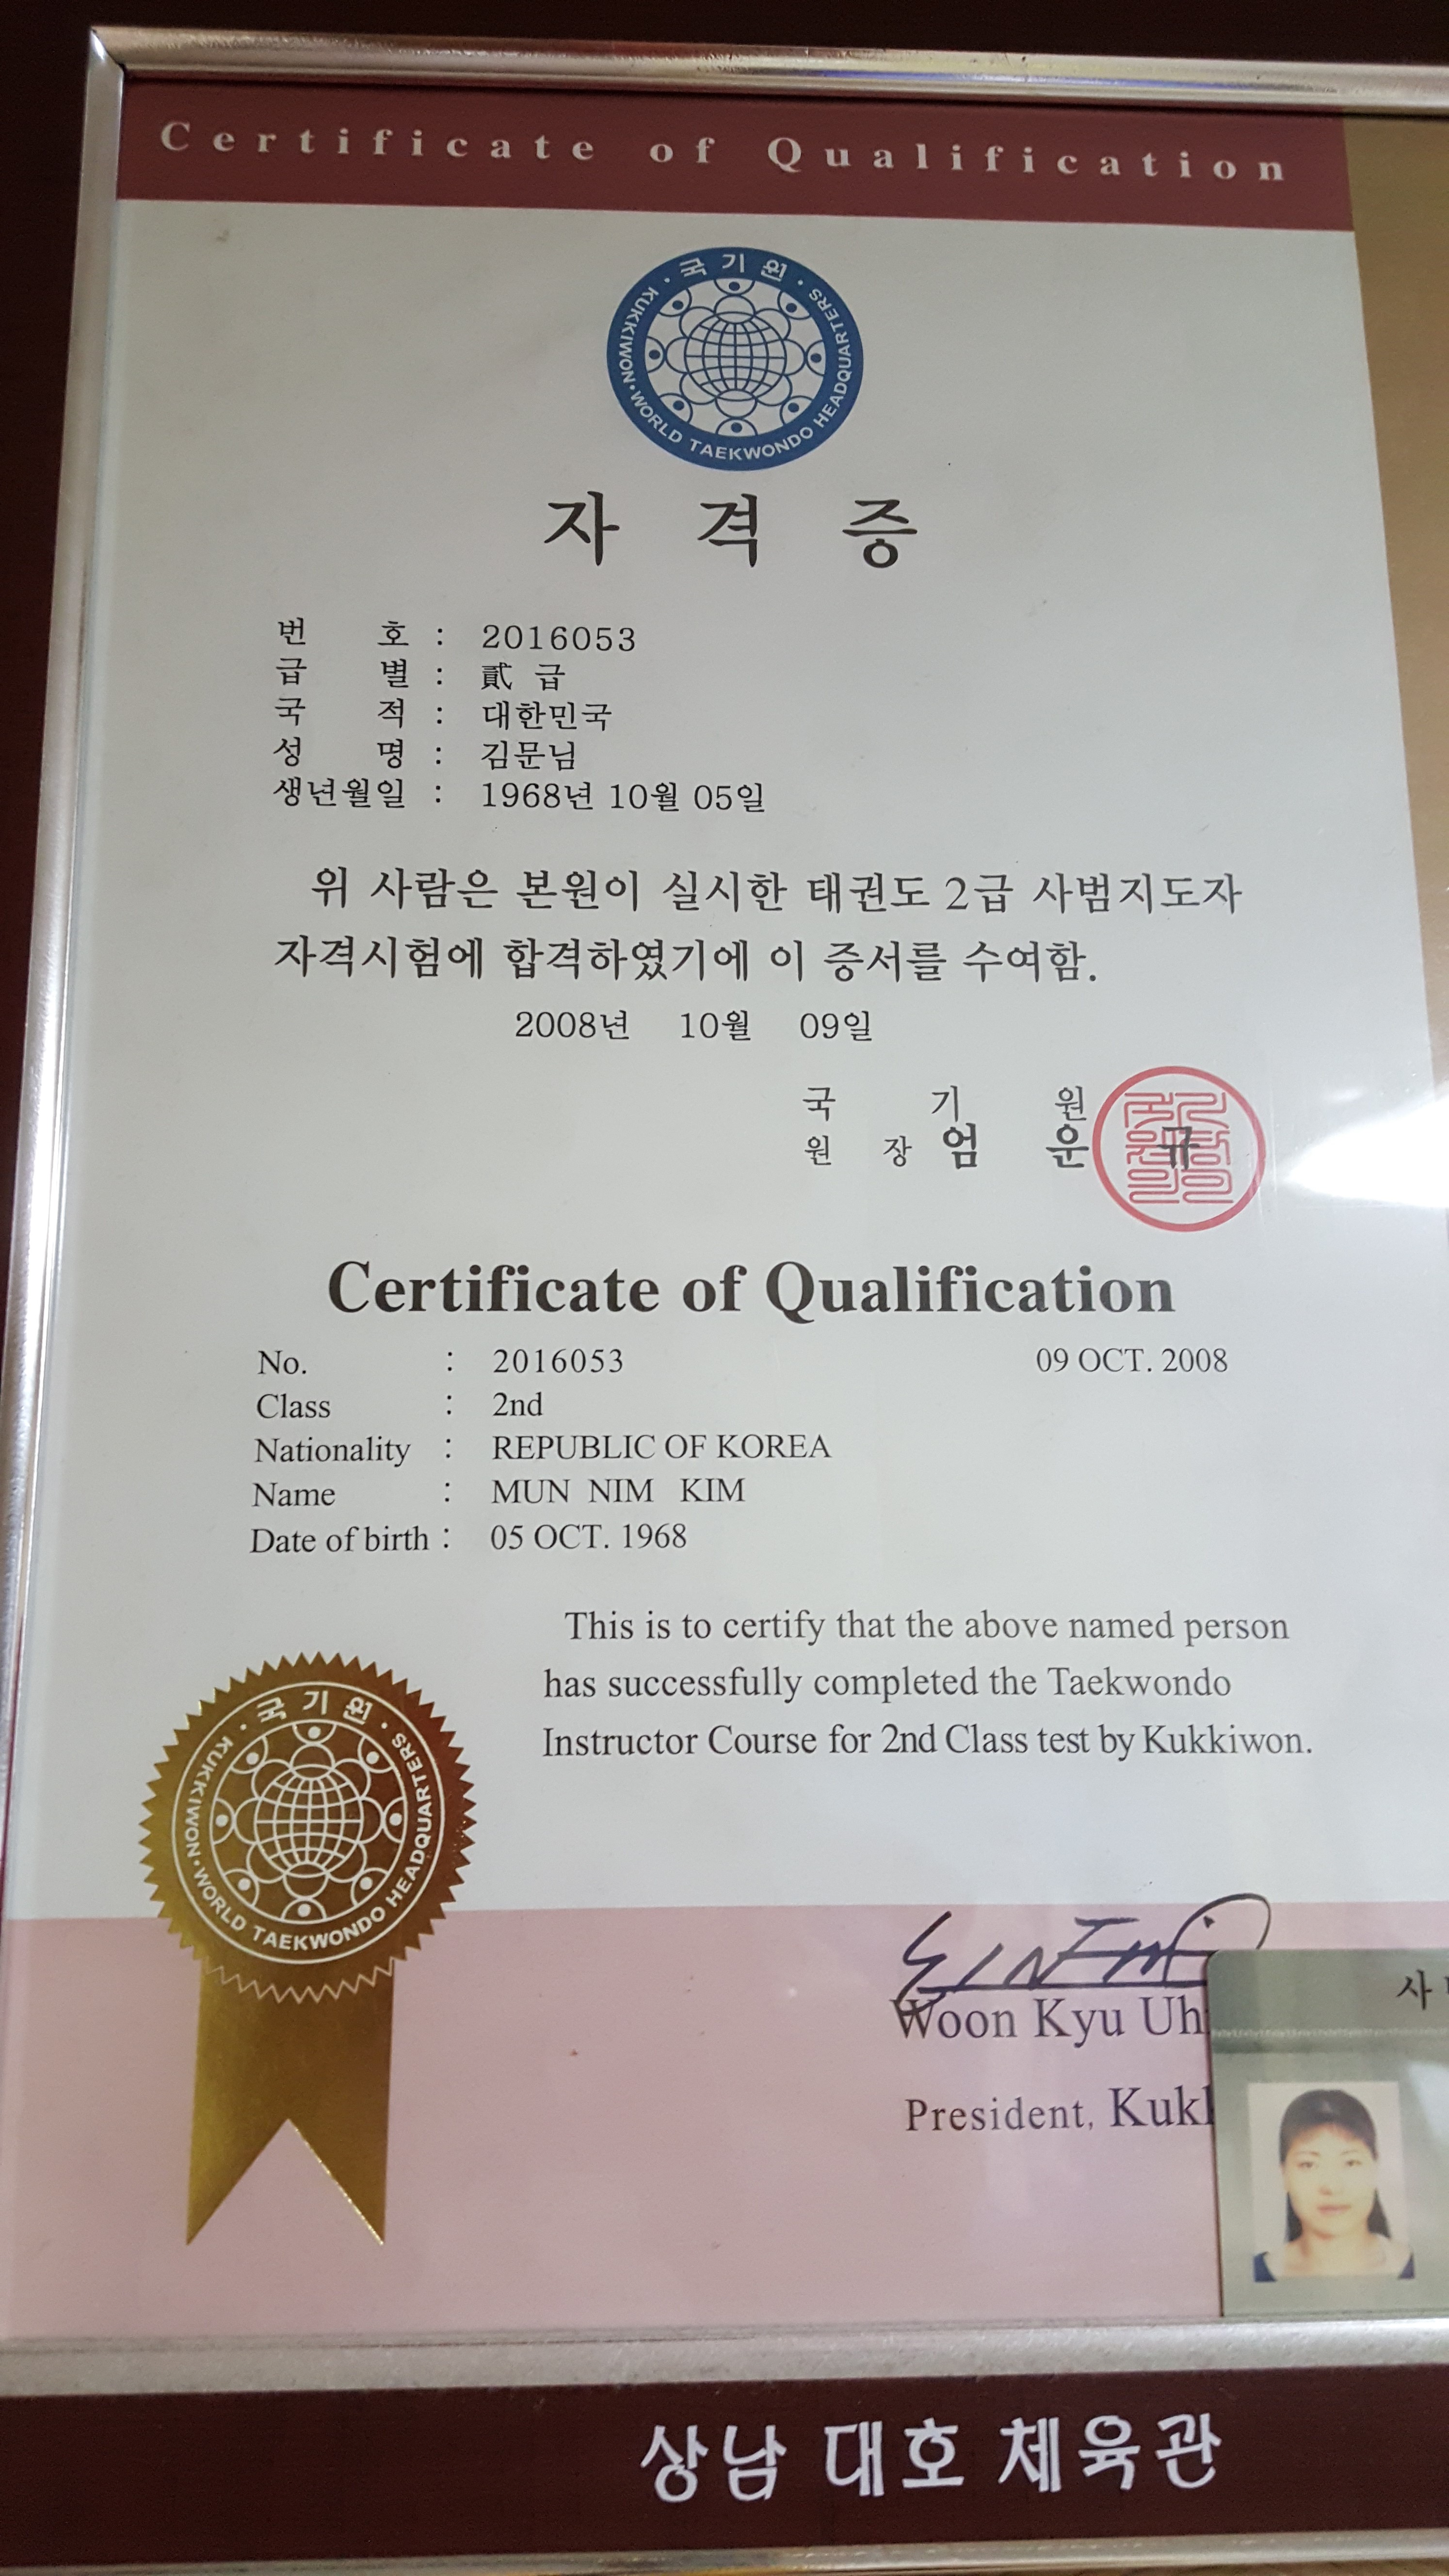 Certificate of Qualification
· 국기원 ·
KUKKIWON · WORLD TAEKWONDO HEADQUARTERS
자 격 증
번 호 : 2016053
급 별 : 貳 급
국 적 : 대한민국
성 명 : 김문님
생년월일 : 1968년 10월 05일
위 사람은 본원이 실시한 태권도 2급 사범지도자
자격시험에 합격하였기에 이 증서를 수여함.
2008년 10월 09일
국 기 원
원 장 엄 운 규
Certificate of Qualification
No. : 2016053 09 OCT. 2008
Class : 2nd
Nationality : REPUBLIC OF KOREA
Name : MUN NIM KIM
Date of birth : 05 OCT. 1968
This is to certify that the above named person
has successfully completed the Taekwondo
Instructor Course for 2nd Class test by Kukkiwon.
· 국기원 ·
KUKKIWON · WORLD TAEKWONDO HEADQUARTERS
Woon Kyu Uh
President, Kuk
사
상남 대호 체육관